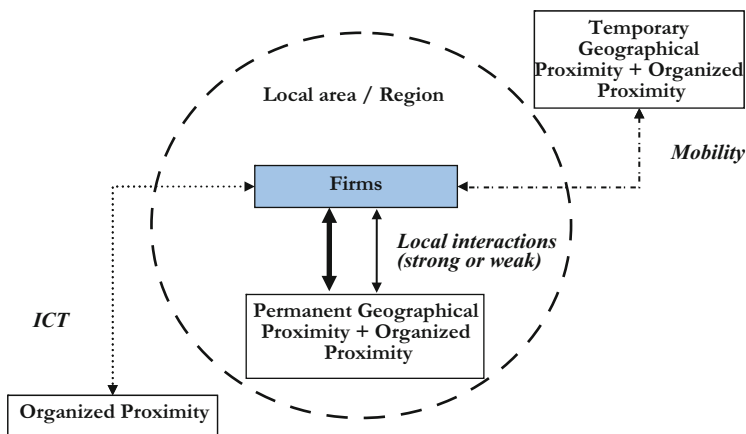 Temporary
Geographical
Proximity + Organized
Proximity
Local area / Region
Mobility
Firms
Local interactions
(strong or weak)
Permanent Geographical
Proximity + Organized
Proximity
ICT
Organized Proximity